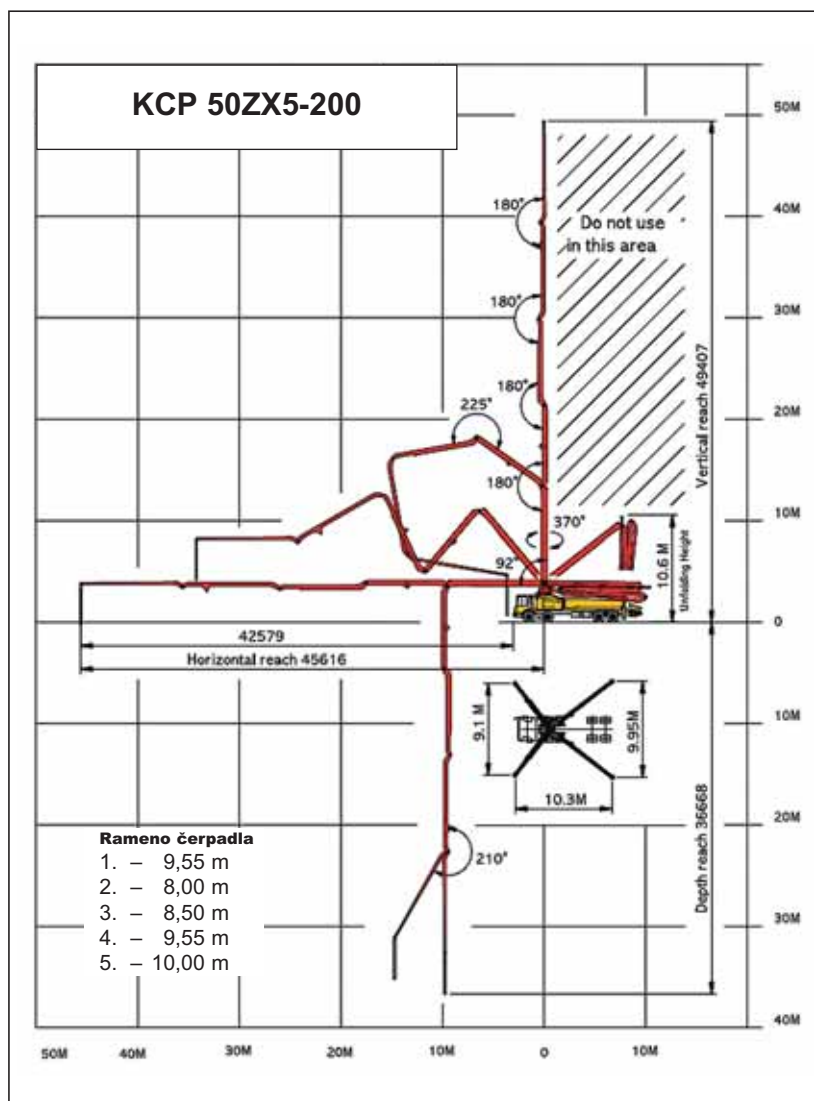 KCP 50ZX5-200
50M
180°
40M
Do not use
in this area
180°
30M
Vertical reach 49407
180°
225°
20M
180°
370°
10M
92°
10.6 M
Unfolding Height
0
42579
Horizontal reach 45616
9.1 M
9.95M
10M
10.3M
20M
Depth reach 36668
Rameno čerpadla
1. – 9,55 m
2. – 8,00 m
3. – 8,50 m
4. – 9,55 m
5. – 10,00 m
210°
30M
40M
50M 40M 30M 20M 10M 0 10M